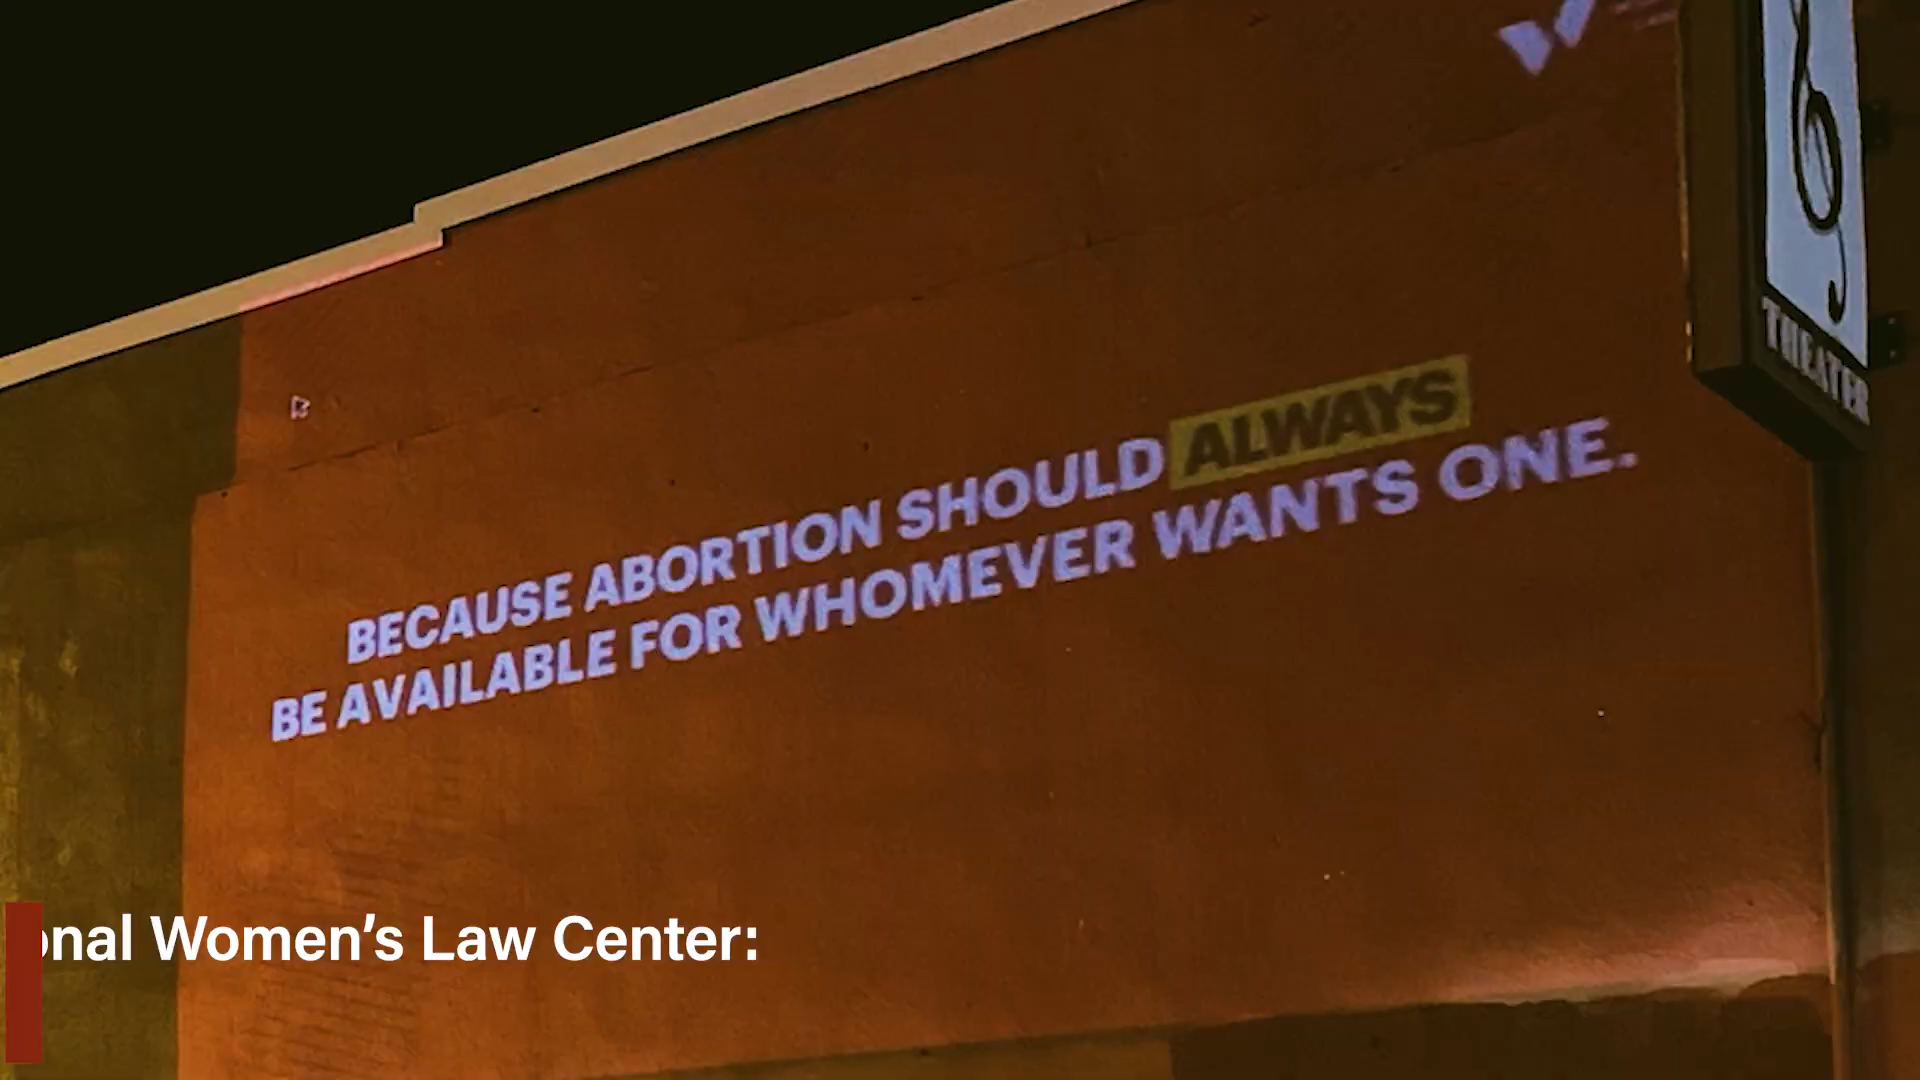 BECAUSE ABORTION SHOULD ALWAYS
BE AVAILABLE FOR WHOMEVER WANTS ONE.
THEATER
onal Women's Law Center: